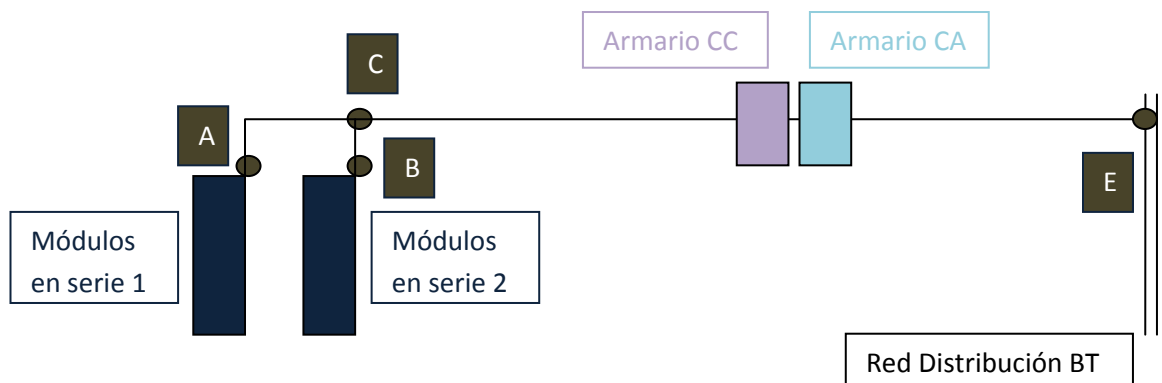 Armario CC
Armario CA
C
A
B
E
Módulos
en serie 1
Módulos
en serie 2
Red Distribución BT